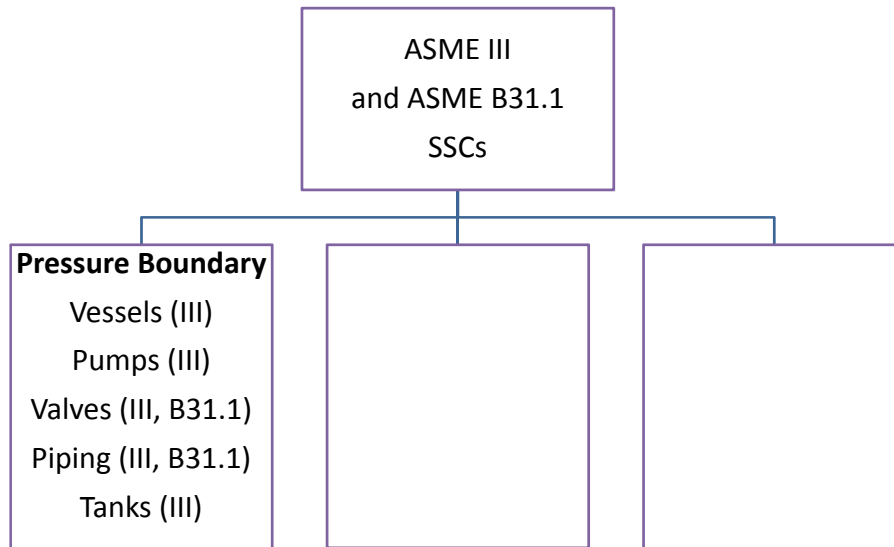 ASME III
and ASME B31.1
SSCs
Pressure Boundary
Vessels (III)
Pumps (III)
Valves (III, B31.1)
Piping (III, B31.1)
Tanks (III)